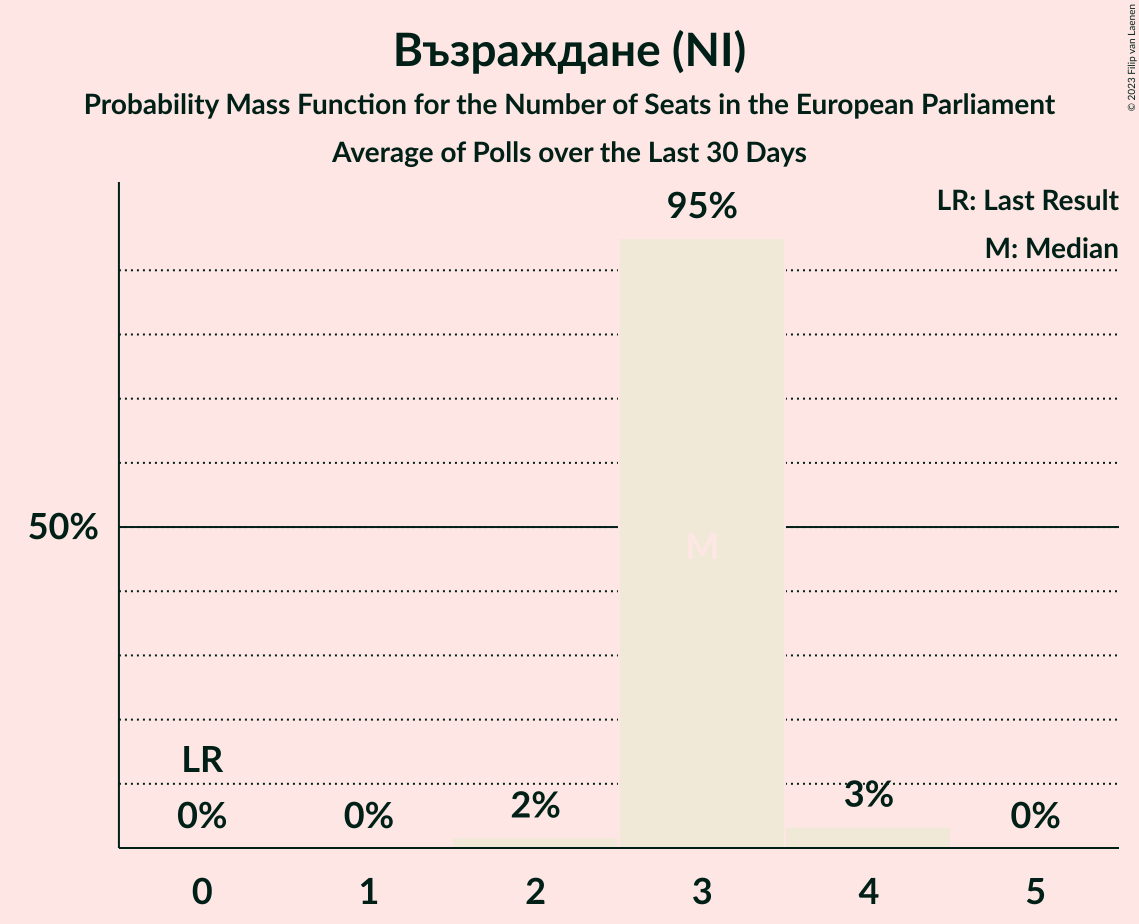 Възраждане (NI)
Probability Mass Function for the Number of Seats in the European Parliament
Average of Polls over the Last 30 Days
© 2023 Filip van Laenen
LR: Last Result
M: Median
95%
50%
M
LR
0%
0%
2%
3%
0%
0
1
2
3
4
5